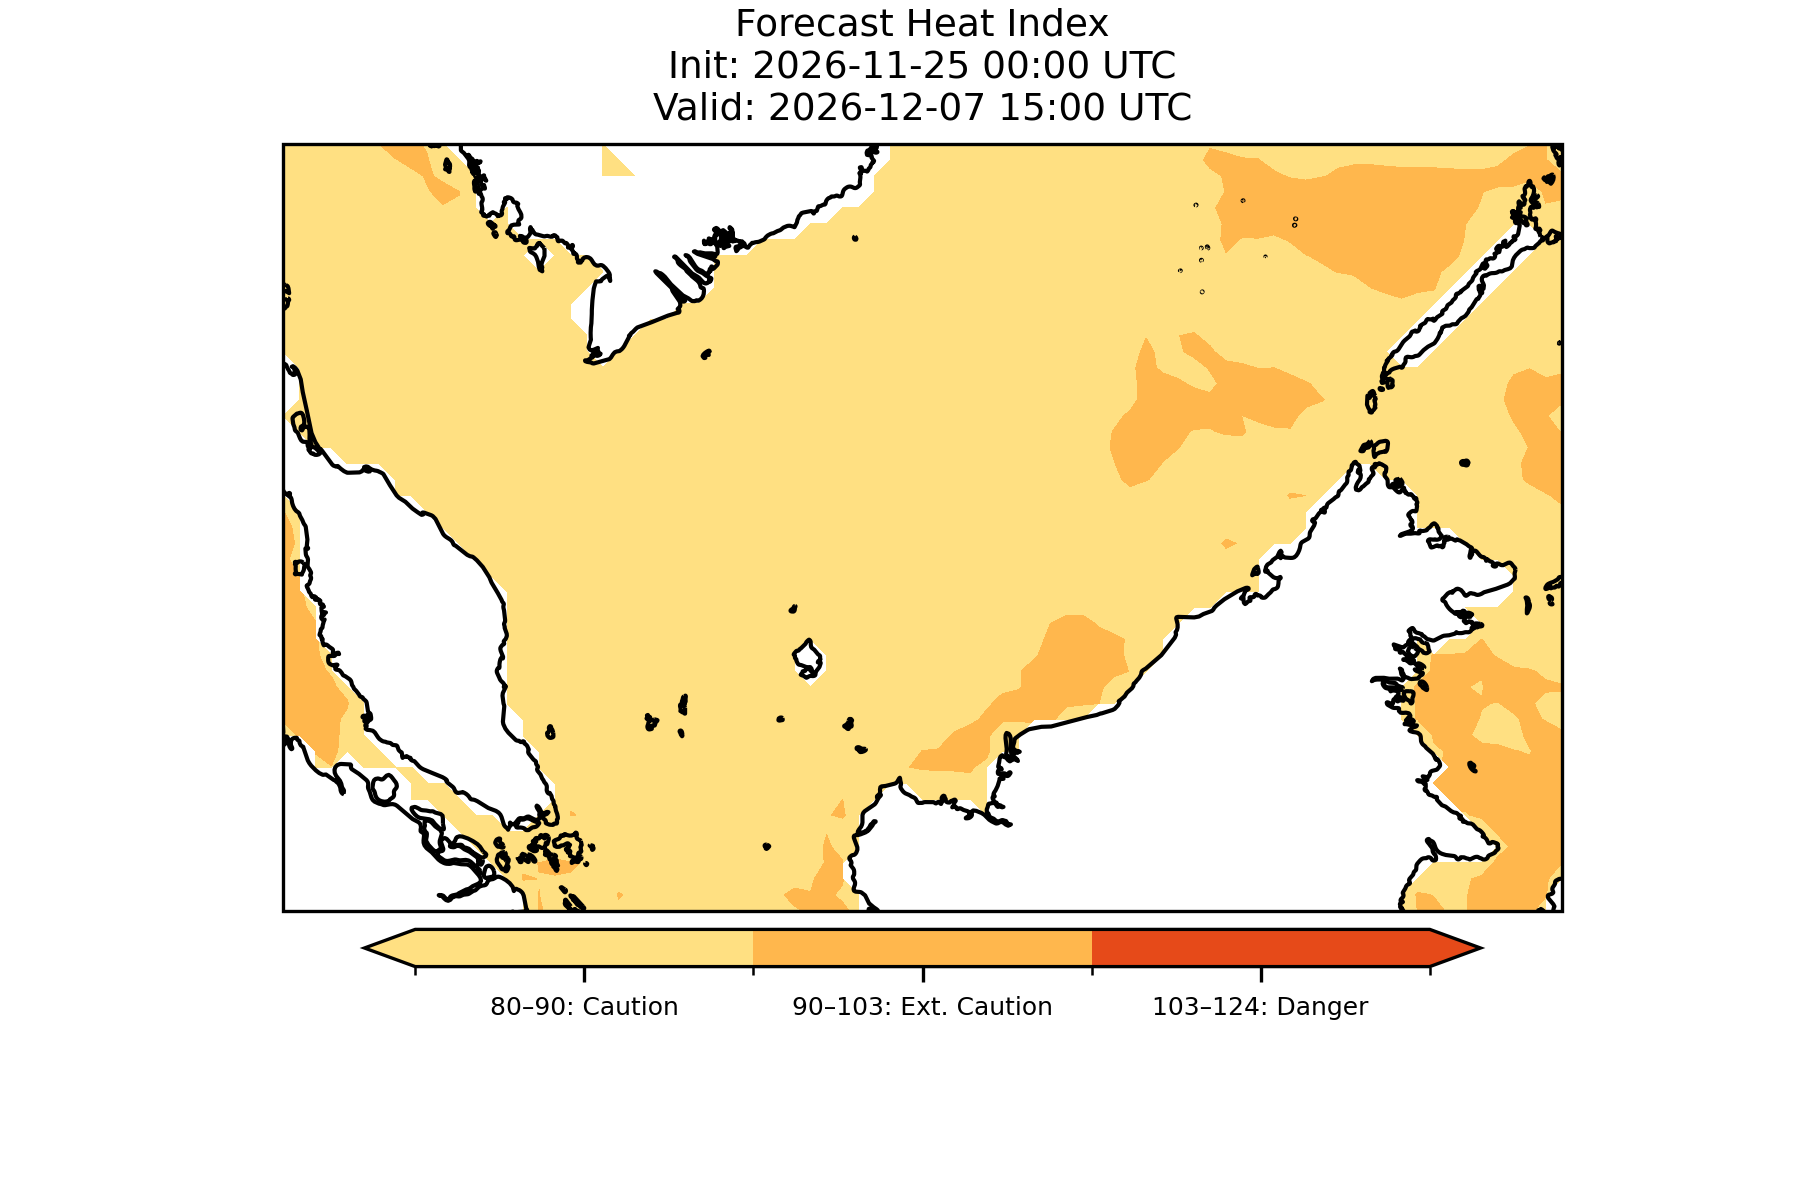 Forecast Heat Index
Init: 2026-11-25 00:00 UTC
Valid: 2026-12-07 15:00 UTC
80–90: Caution
90–103: Ext. Caution
103–124: Danger